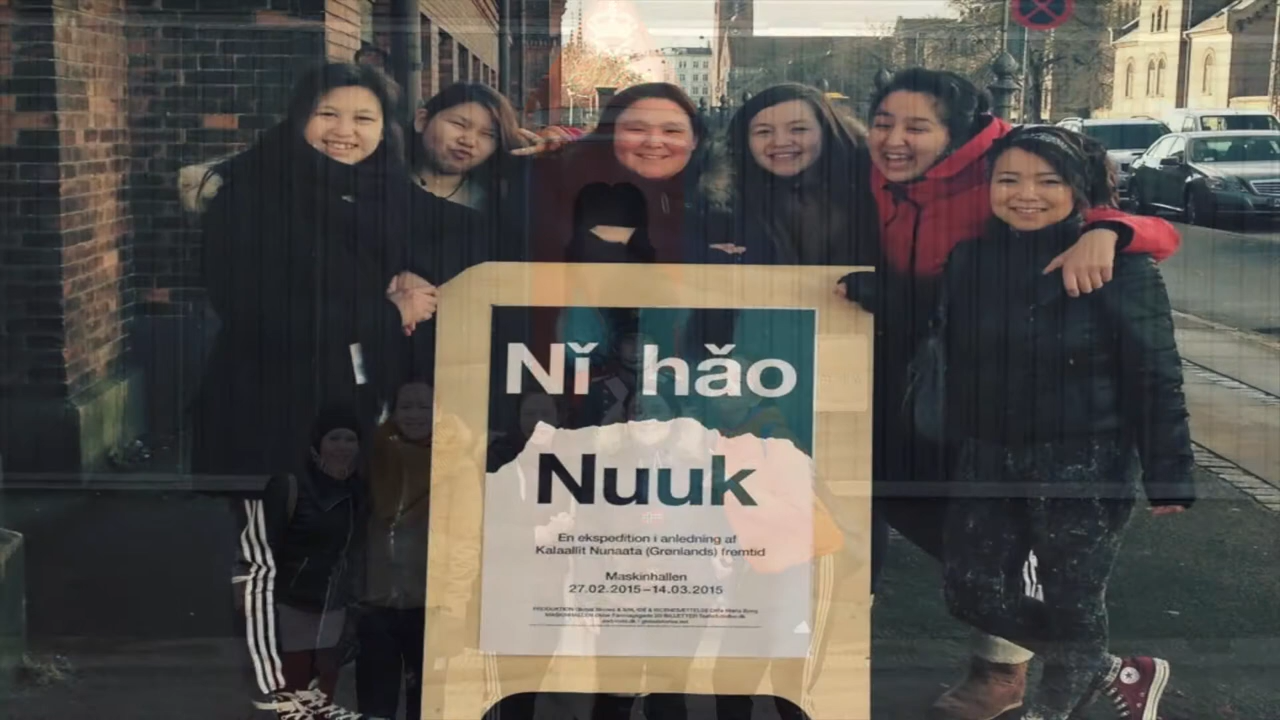 Nǐ hǎo
Nuuk
En ekspedition i anledning af
Kalaallit Nunaata (Grønlands) fremtid
Maskinhallen
27.02.2015–14.03.2015